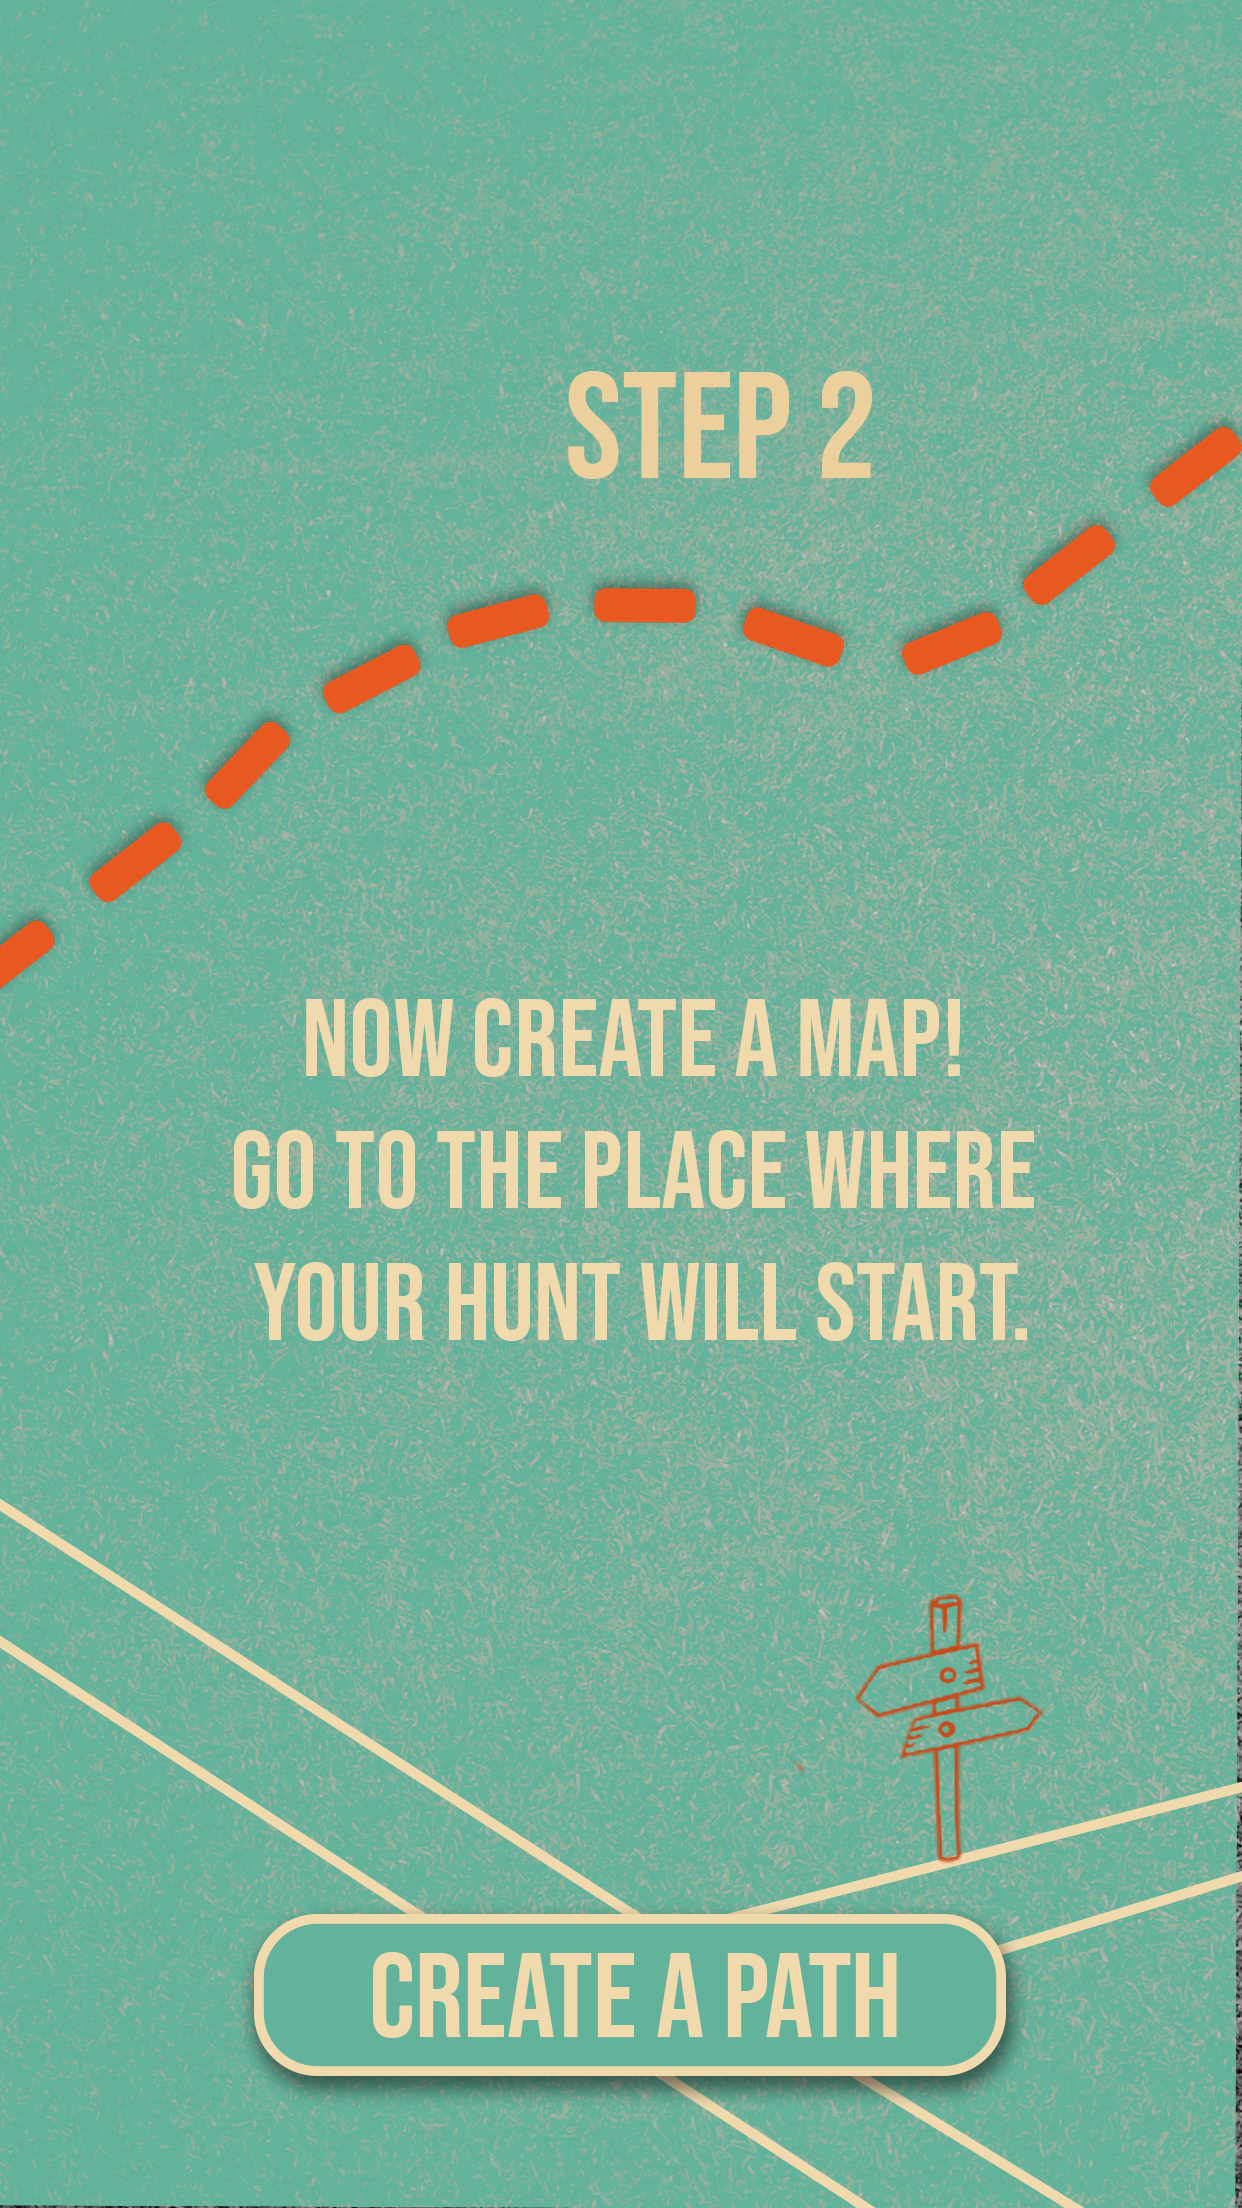 STEP 2
NOW CREATE A MAP!
GO TO THE PLACE WHERE
YOUR HUNT WILL START.
CREATE A PATH